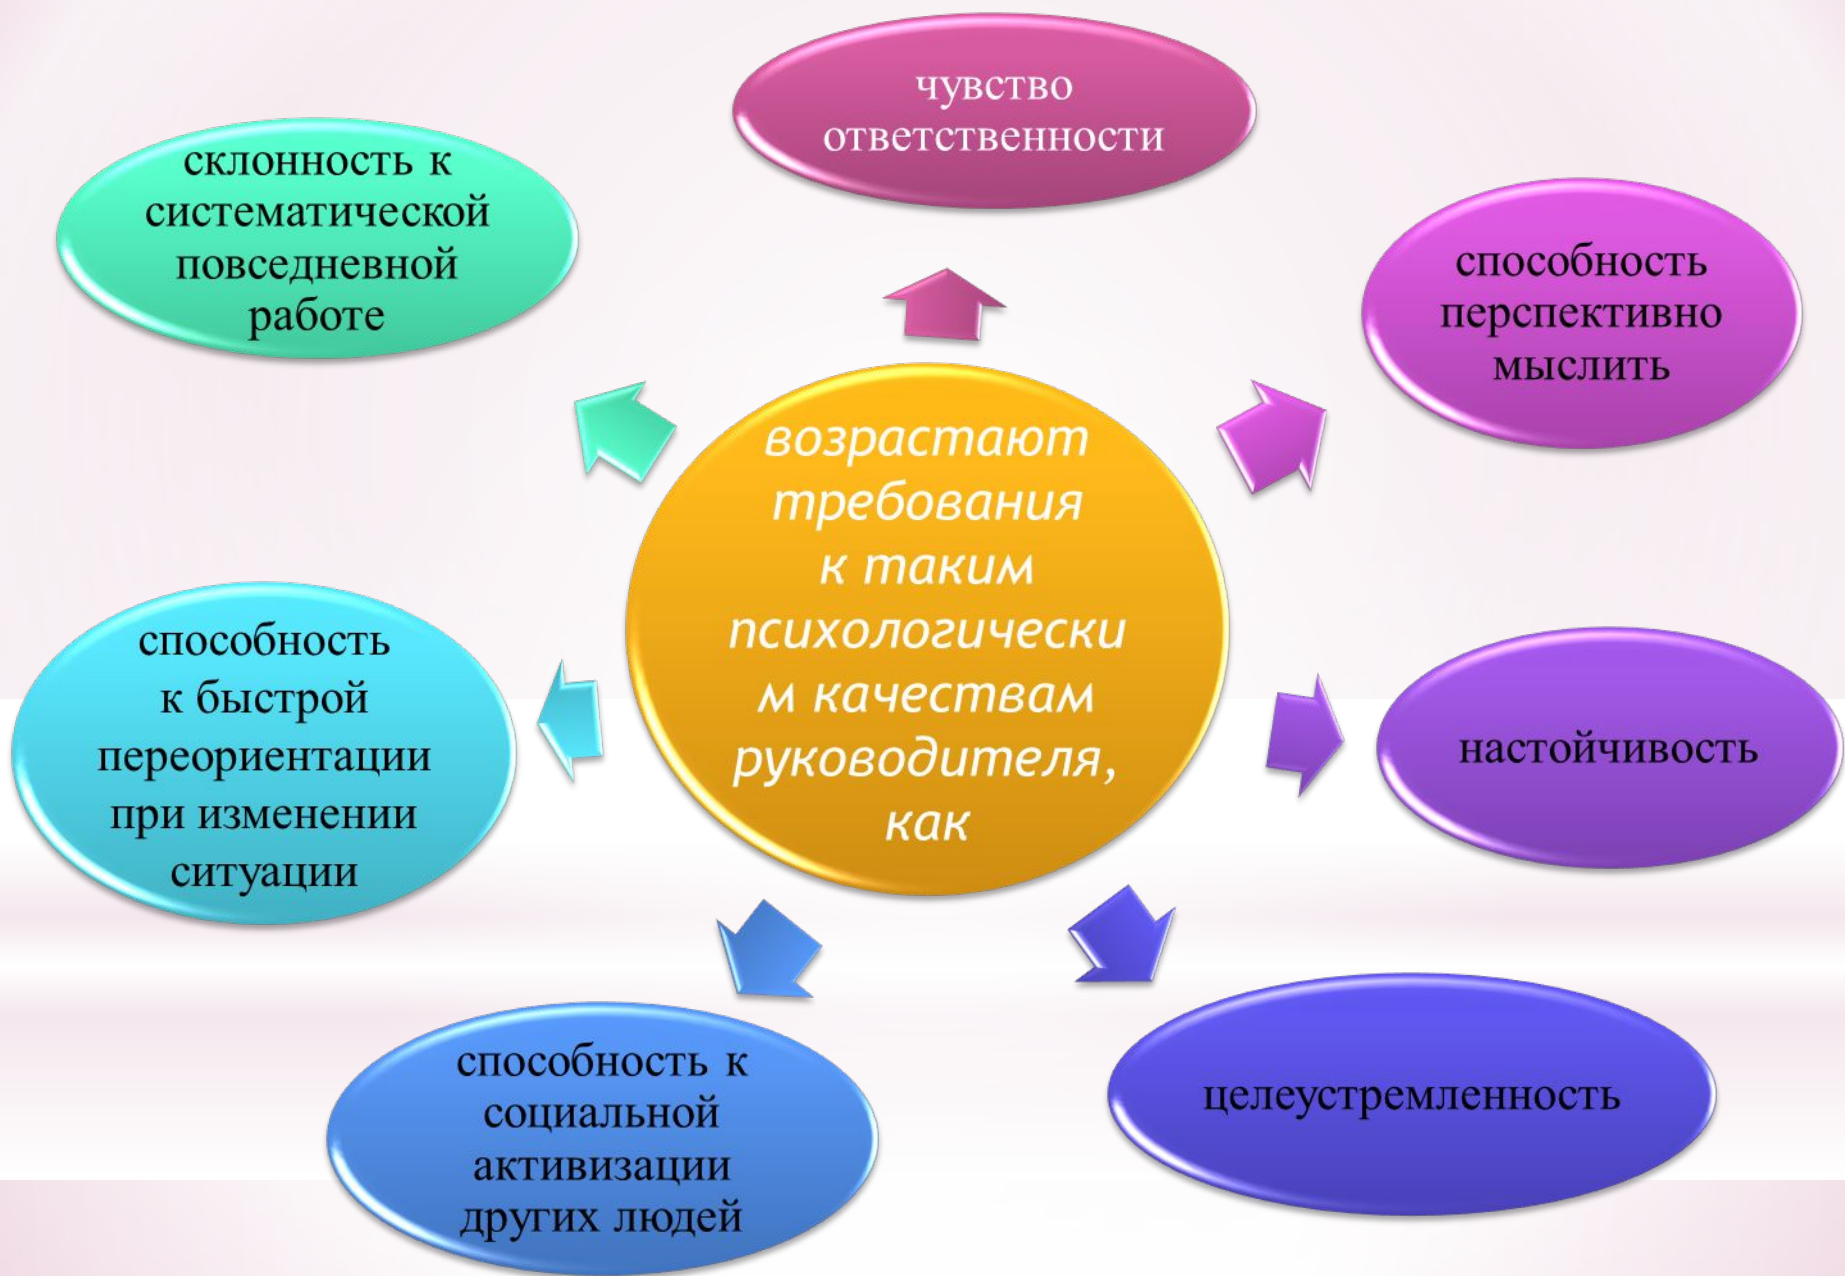 чувство
ответственности
склонность к
систематической
повседневной
работе
способность
перспективно
мыслить
возрастают
требования
к таким
психологически
м качествам
руководителя,
как
способность
к быстрой
переориентации
при изменении
ситуации
настойчивость
способность к
социальной
активизации
других людей
целеустремленность